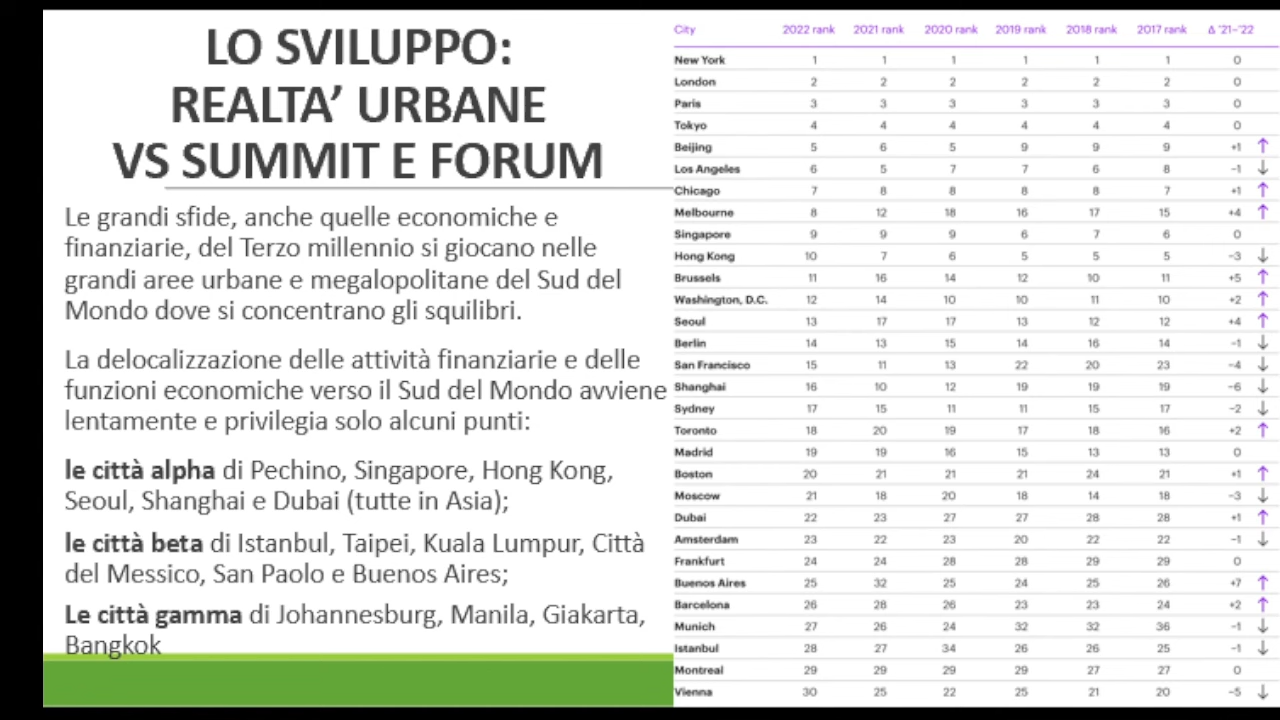 LO SVILUPPO:
REALTA’ URBANE
VS SUMMIT E FORUM
Le grandi sfide, anche quelle economiche e
finanziarie, del Terzo millennio si giocano nelle
grandi aree urbane e megalopolitane del Sud del
Mondo dove si concentrano gli squilibri.
La delocalizzazione delle attività finanziarie e delle
funzioni economiche verso il Sud del Mondo avviene
lentamente e privilegia solo alcuni punti:
le città alpha di Pechino, Singapore, Hong Kong,
Seoul, Shanghai e Dubai (tutte in Asia);
le città beta di Istanbul, Taipei, Kuala Lumpur, Città
del Messico, San Paolo e Buenos Aires;
Le città gamma di Johannesburg, Manila, Giakarta,
Bangkok
City 2022 rank 2021 rank 2020 rank 2019 rank 2018 rank 2017 rank Δ '21–'22
New York 1 1 1 1 1 1 0
London 2 2 2 2 2 2 0
Paris 3 3 3 3 3 3 0
Tokyo 4 4 4 4 4 4 0
Beijing 5 6 5 9 9 9 +1 ↑
Los Angeles 6 5 7 7 6 8 –1 ↓
Chicago 7 8 8 8 8 7 +1 ↑
Melbourne 8 12 18 16 17 15 +4 ↑
Singapore 9 9 9 6 7 6 0
Hong Kong 10 7 6 5 5 5 –3 ↓
Brussels 11 16 14 12 10 11 +5 ↑
Washington, D.C. 12 14 10 10 11 10 +2 ↑
Seoul 13 17 17 13 12 12 +4 ↑
Berlin 14 13 15 14 16 14 –1 ↓
San Francisco 15 11 13 22 20 23 –4 ↓
Shanghai 16 10 12 19 19 19 –6 ↓
Sydney 17 15 11 11 15 17 –2 ↓
Toronto 18 20 19 17 18 16 +2 ↑
Madrid 19 19 16 15 13 13 0
Boston 20 21 21 21 24 21 +1 ↑
Moscow 21 18 20 18 14 18 –3 ↓
Dubai 22 23 27 27 28 28 +1 ↑
Amsterdam 23 22 23 20 22 22 –1 ↓
Frankfurt 24 24 28 28 29 29 0
Buenos Aires 25 32 25 24 25 26 +7 ↑
Barcelona 26 28 26 23 23 24 +2 ↑
Munich 27 26 24 32 32 36 –1 ↓
Istanbul 28 27 34 26 26 25 –1 ↓
Montreal 29 29 29 29 27 27 0
Vienna 30 25 22 25 21 20 –5 ↓